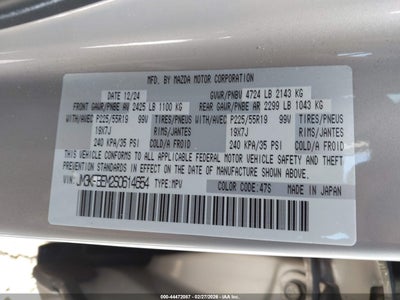 MFD. BY MAZDA MOTOR CORPORATION
DATE 12/24 GVWR/PNBV 4724 LB 2143 KG
FRONT GAWR/PNBE AV 2425 LB 1100 KG REAR GAWR/PNBE AR 2299 LB 1043 KG
WITH/AVEC P225/55R19 99V TIRES/PNEUS WITH/AVEC P225/55R19 99V TIRES/PNEUS
19X7J RIMS/JANTES 19X7J RIMS/JANTES
240 KPA/35 PSI COLD/A FROID 240 KPA/35 PSI COLD/A FROID
THIS VEHICLE CONFORMS TO ALL APPLICABLE FEDERAL MOTOR VEHICLE SAFETY, BUMPER, AND THEFT
PREVENTION STANDARDS IN EFFECT ON THE DATE OF MANUFACTURE SHOWN ABOVE.
VIN: TYPE:MPV COLOR CODE:47S MADE IN JAPAN
000-44472087 - 02/27/2026 - IAA